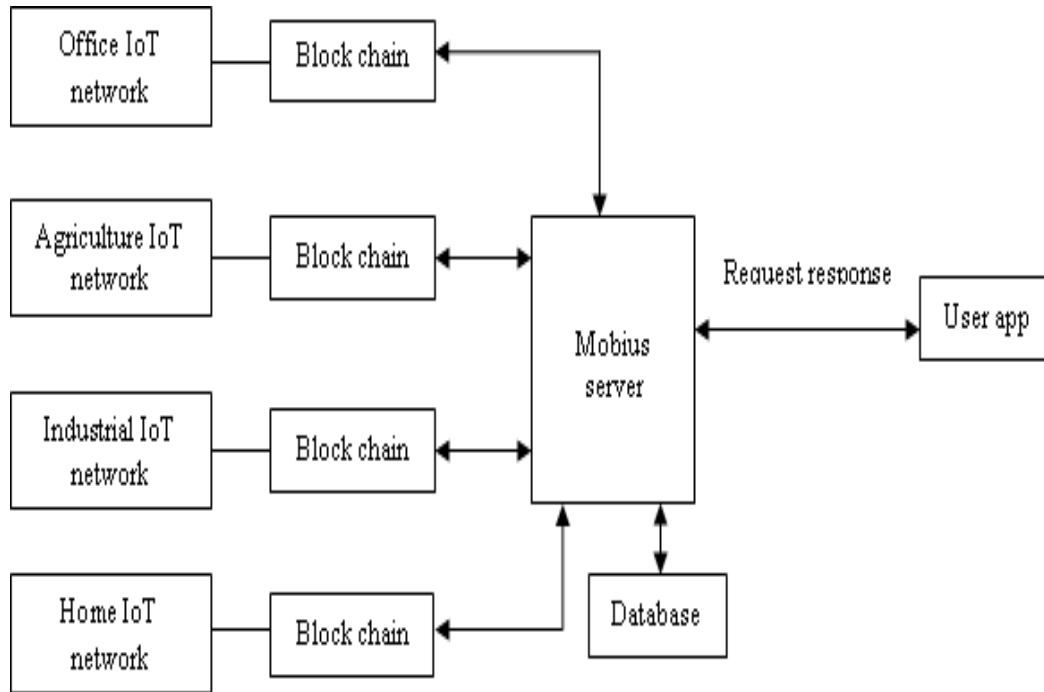 Office IoT
network
Block chain
Agriculture IoT
network
Block chain
Request response
User app
Mobius
server
Industrial IoT
network
Block chain
Home IoT
network
Block chain
Database